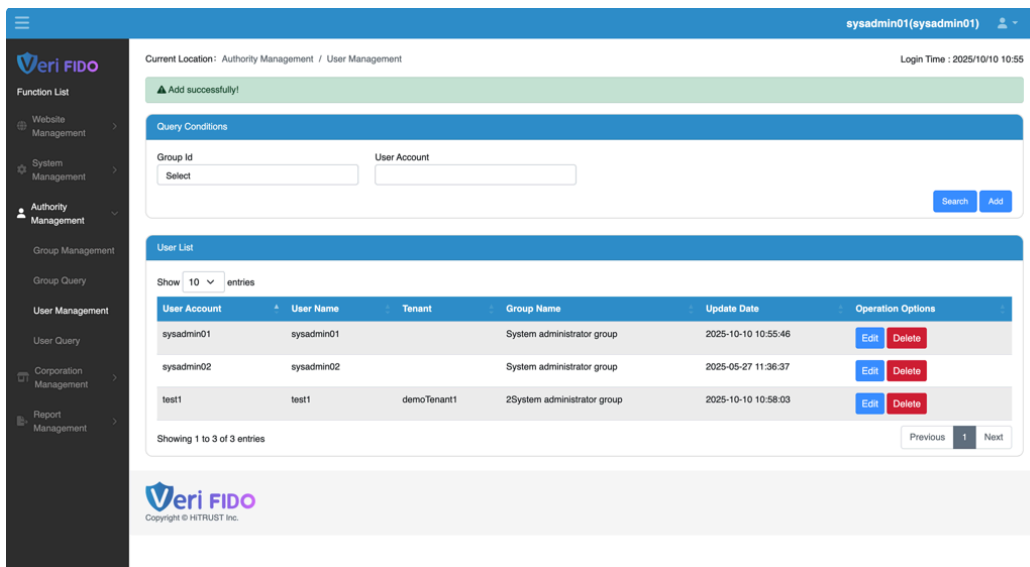 sysadmin01(sysadmin01)
Veri FIDO
Function List
Website Management
System Management
Authority Management
Group Management
Group Query
User Management
User Query
Corporation Management
Report Management
Current Location： Authority Management / User Management
Login Time : 2025/10/10 10:55
Add successfully!
Query Conditions
Group Id User Account
Select
Search Add
User List
Show 10 entries
User Account User Name Tenant Group Name Update Date Operation Options
sysadmin01 sysadmin01 System administrator group 2025-10-10 10:55:46 Edit Delete
sysadmin02 sysadmin02 System administrator group 2025-05-27 11:36:37 Edit Delete
test1 test1 demoTenant1 2System administrator group 2025-10-10 10:58:03 Edit Delete
Showing 1 to 3 of 3 entries
Previous 1 Next
Veri FIDO
Copyright © HiTRUST Inc.